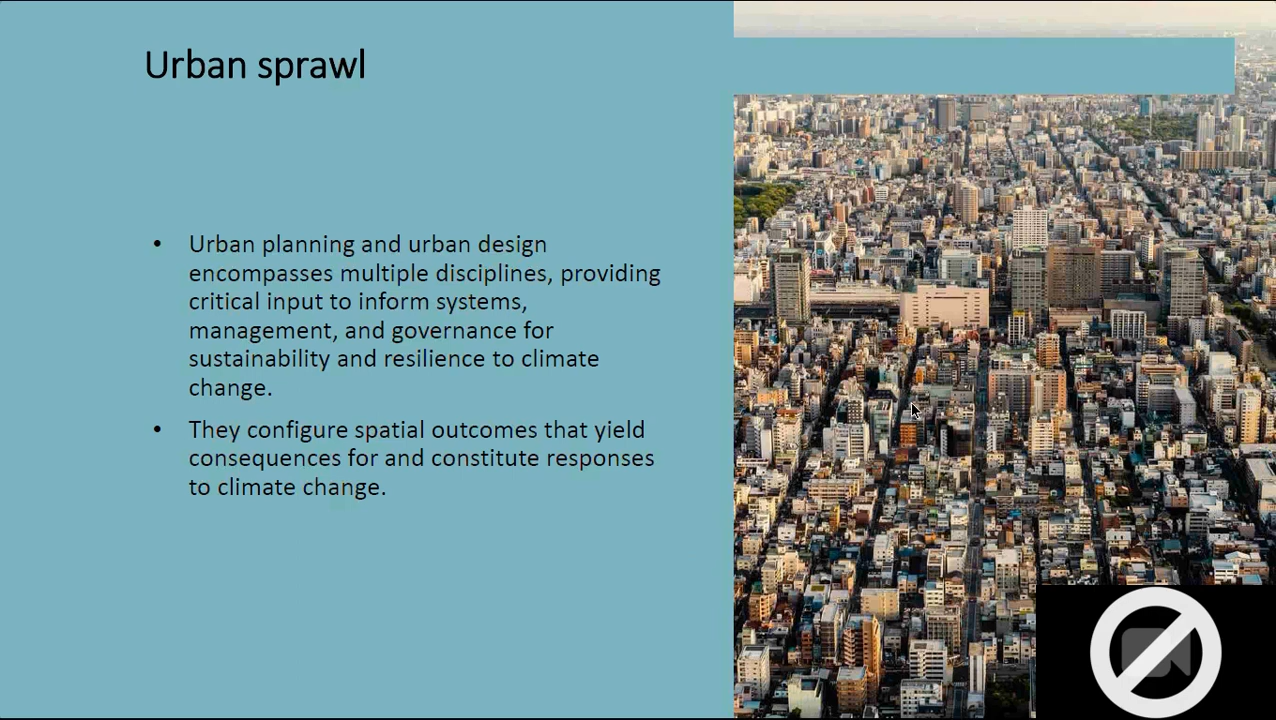 Urban sprawl
• Urban planning and urban design
encompasses multiple disciplines, providing
critical input to inform systems,
management, and governance for
sustainability and resilience to climate
change.
• They configure spatial outcomes that yield
consequences for and constitute responses
to climate change.